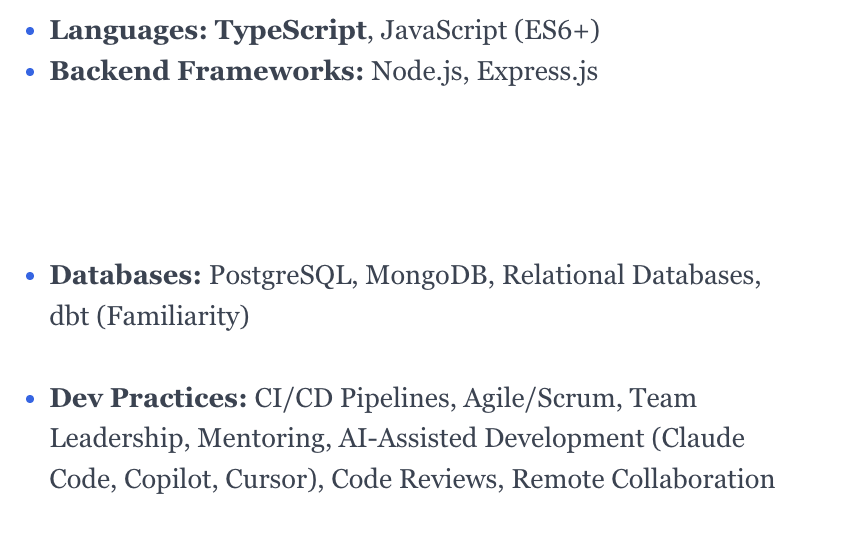 • Languages: TypeScript, JavaScript (ES6+)
• Backend Frameworks: Node.js, Express.js
• Databases: PostgreSQL, MongoDB, Relational Databases,
dbt (Familiarity)
• Dev Practices: CI/CD Pipelines, Agile/Scrum, Team
Leadership, Mentoring, AI-Assisted Development (Claude
Code, Copilot, Cursor), Code Reviews, Remote Collaboration